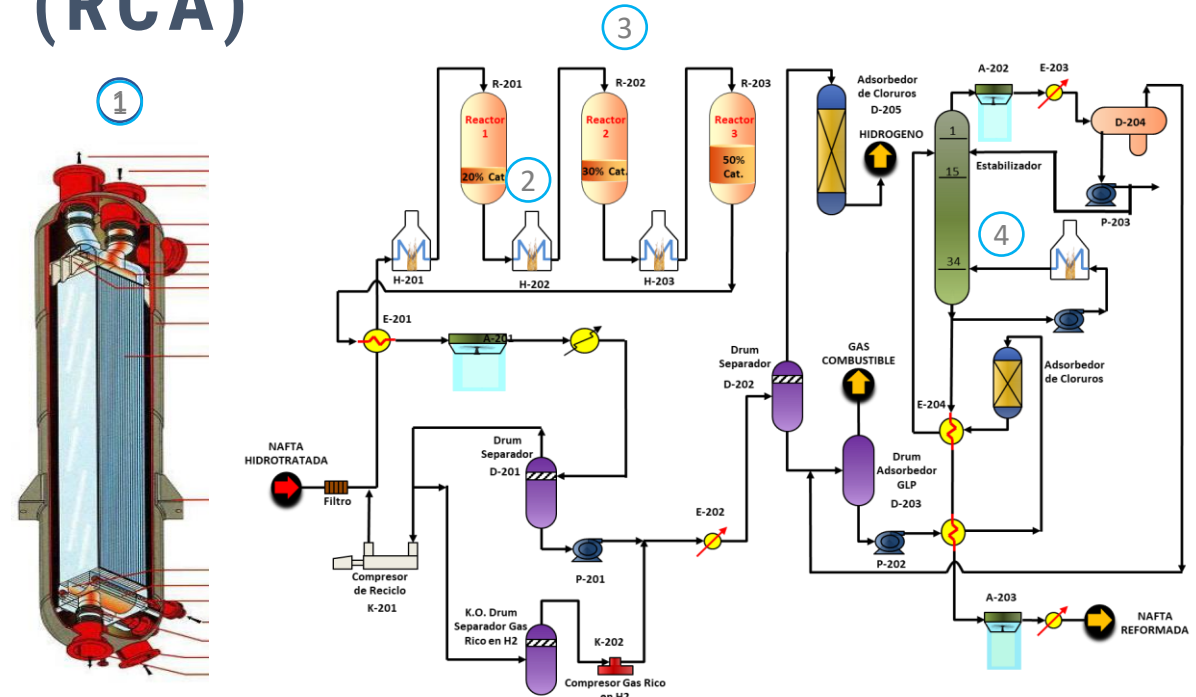 (RCA)
1
3
R-201
R-202
R-203
Reactor
1
Reactor
2
Reactor
3
20% Cat
30% Cat.
50%
Cat.
2
H-201
H-202
H-203
Adsorbedor
de Cloruros
D-205
HIDROGENO
A-202
E-203
D-204
1
15
34
Estabilizador
P-203
4
E-201
A-201
Drum
Separador
D-202
GAS
COMBUSTIBLE
Adsorbedor
de Cloruros
E-204
NAFTA
HIDROTRATADA
Filtro
Drum
Separador
D-201
Drum
Adsorbedor
GLP
D-203
E-202
P-201
P-202
Compresor
de Reciclo
K-201
K.O. Drum
Separador Gas
Rico en H2
K-202
Compresor Gas Rico
en H2
A-203
NAFTA
REFORMADA